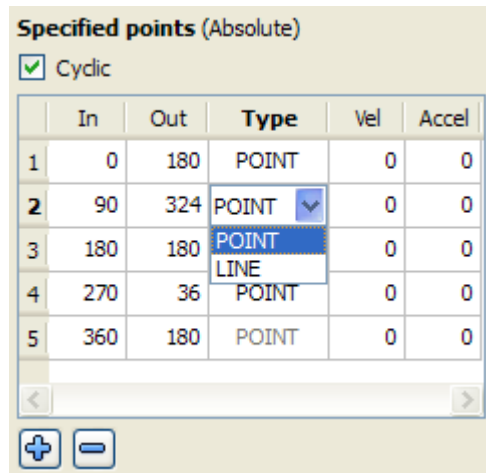 Specified points (Absolute)
Cyclic
In Out Type Vel Accel
1 0 180 POINT 0 0
2 90 324 POINT 0 0
3 180 180 POINT 0 0
LINE
4 270 36 POINT 0 0
5 360 180 POINT 0 0